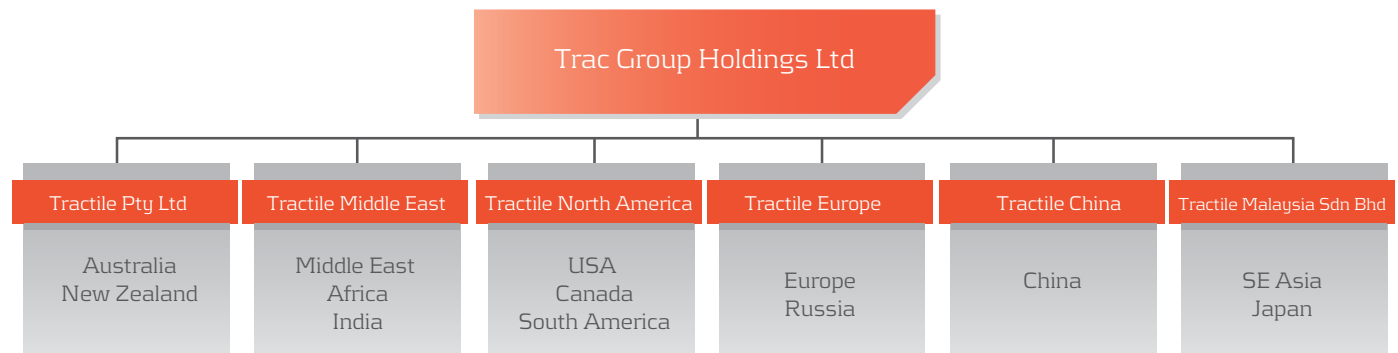 Trac Group Holdings Ltd
Tractile Pty Ltd
Australia
New Zealand
Tractile Middle East
Middle East
Africa
India
Tractile North America
USA
Canada
South America
Tractile Europe
Europe
Russia
Tractile China
China
Tractile Malaysia Sdn Bhd
SE Asia
Japan